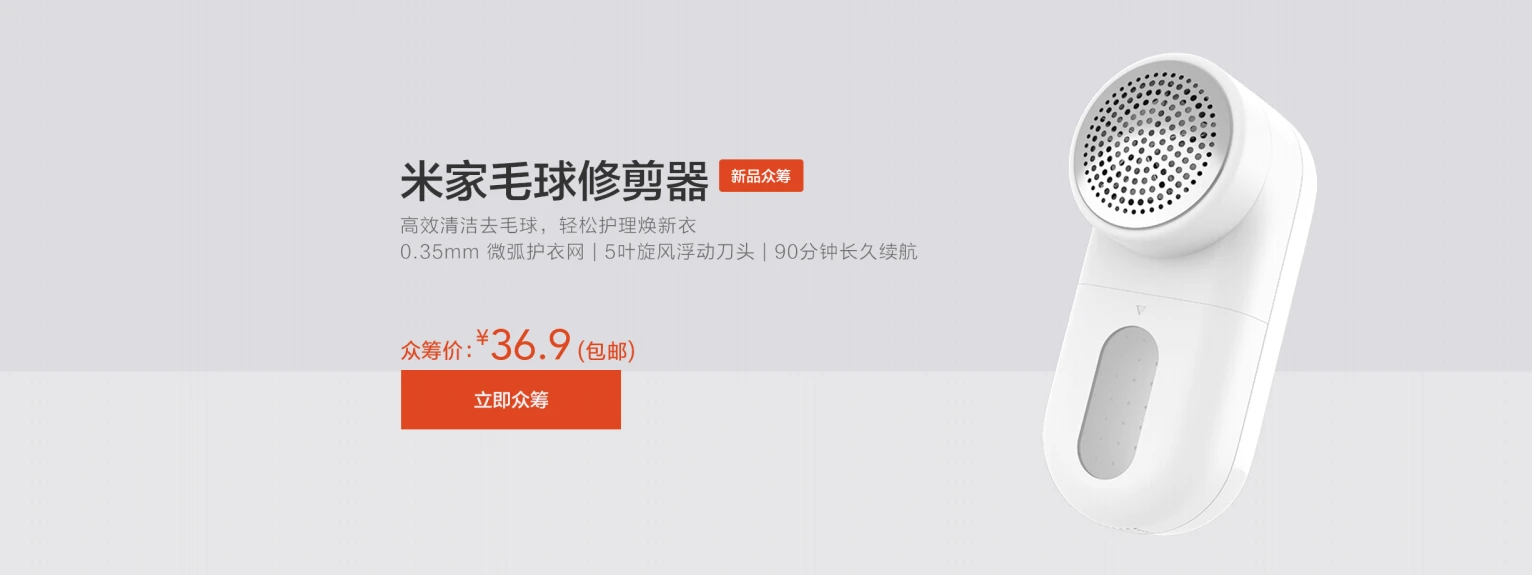 米家毛球修剪器 新品众筹
高效清洁去毛球，轻松护理焕新衣
0.35mm 微弧护衣网 | 5叶旋风浮动刀头 | 90分钟长久续航
众筹价:¥36.9 (包邮)
立即众筹